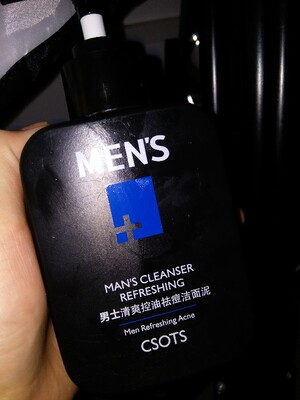 MEN'S
MAN'S CLEANSER
REFRESHING
男士清爽控油祛痘洁面泥
Men Refreshing Acne
CSOTS